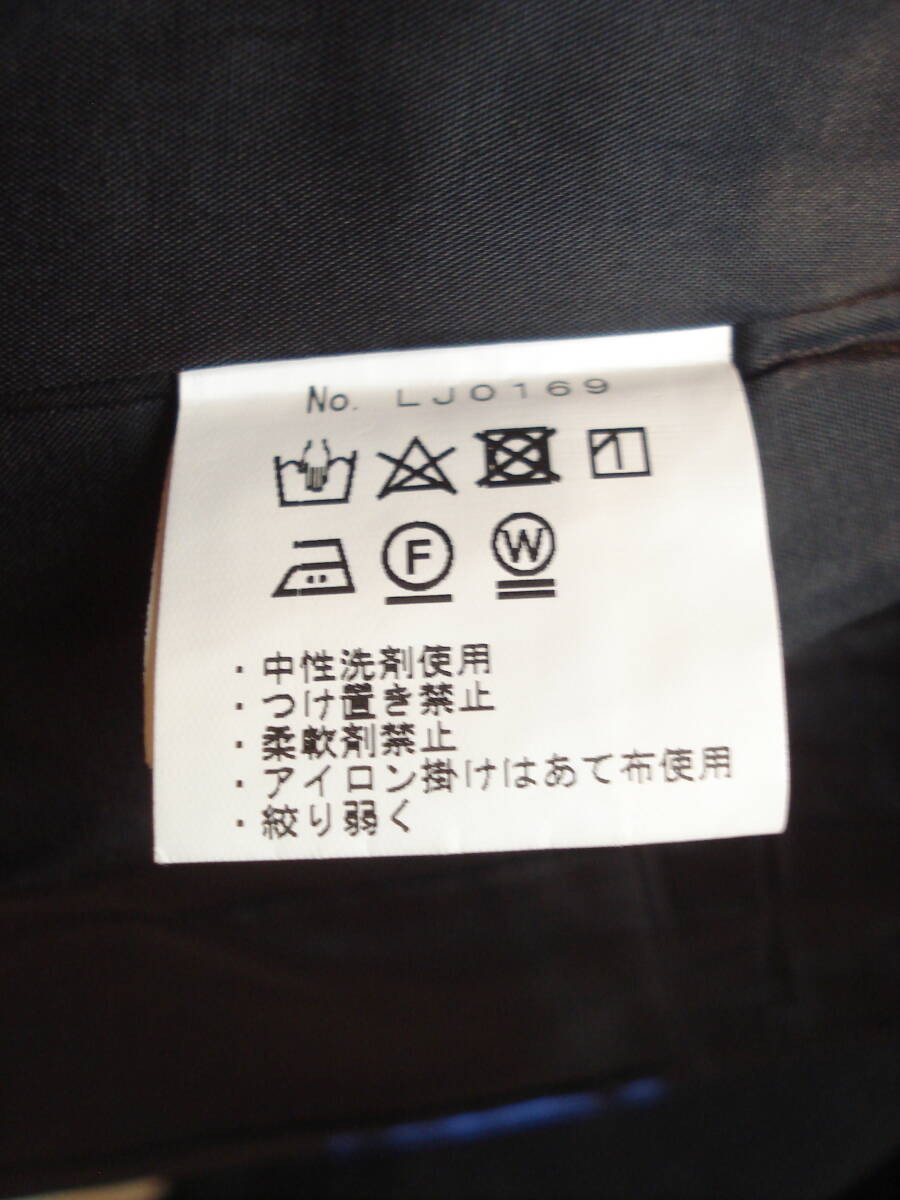 No. LJ0169
F W
・中性洗剤使用
・つけ置き禁止
・柔軟剤禁止
・アイロン掛けはあて布使用
・絞り弱く